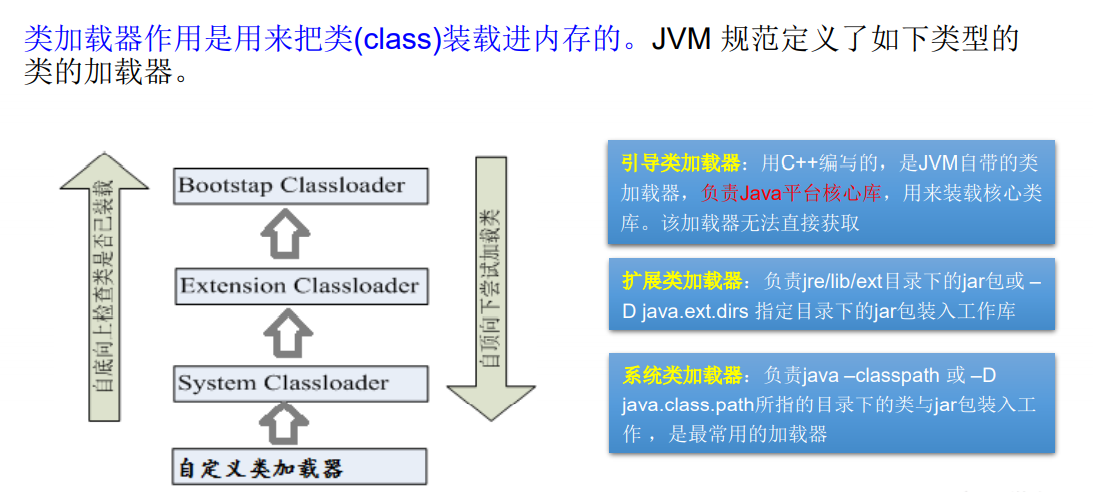 类加载器作用是用来把类(class)装载进内存的。JVM 规范定义了如下类型的
类的加载器。
自底向上检查类是否已装载
Bootstap Classloader
Extension Classloader
System Classloader
自定义类加载器
自顶向下尝试加载类
引导类加载器：用C++编写的，是JVM自带的类
加载器，负责Java平台核心库，用来装载核心类
库。该加载器无法直接获取
扩展类加载器：负责jre/lib/ext目录下的jar包或 –
D java.ext.dirs 指定目录下的jar包装入工作库
系统类加载器：负责java –classpath 或 –D
java.class.path所指的目录下的类与jar包装入工
作 ，是最常用的加载器